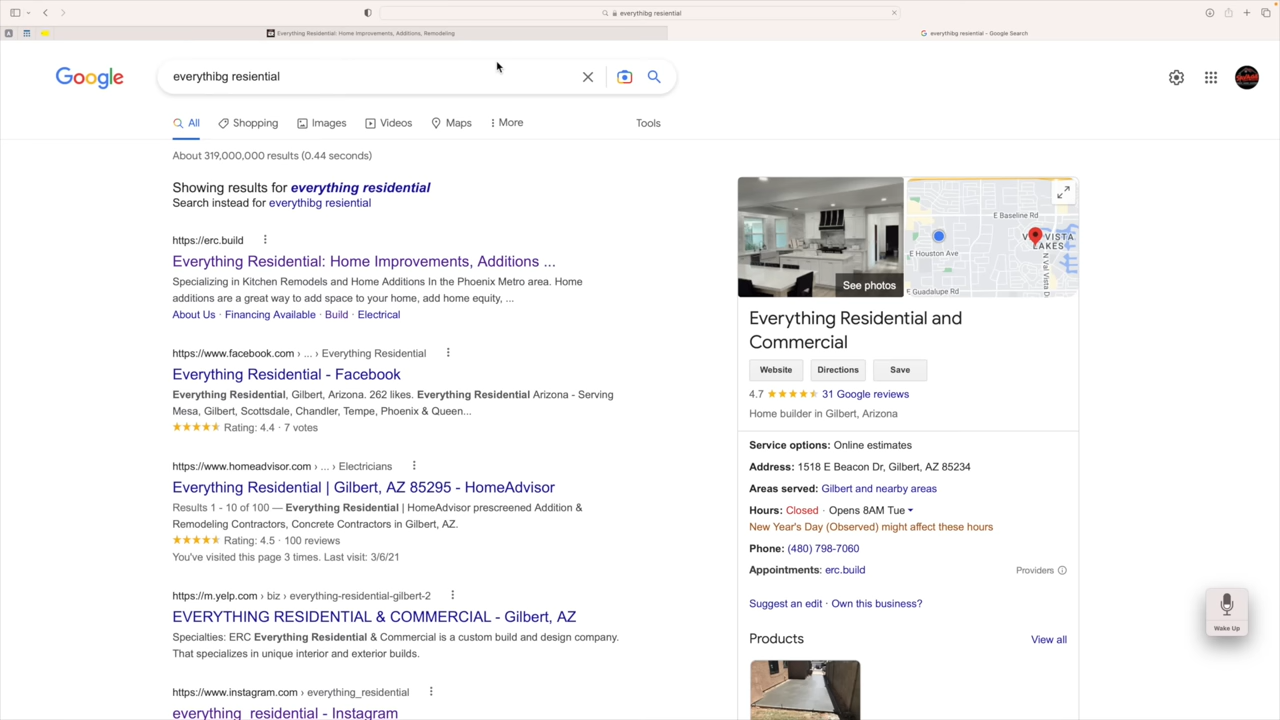 everythibg resiential
Everything Residential: Home Improvements, Additions, Remodeling
everythibg resiential - Google Search
Google
everythibg resiential
All
Shopping
Images
Videos
Maps
More
Tools
About 319,000,000 results (0.44 seconds)
Showing results for everything residential
Search instead for everythibg resiential
https://erc.build
Everything Residential: Home Improvements, Additions ...
Specializing in Kitchen Remodels and Home Additions In the Phoenix Metro area. Home
additions are a great way to add space to your home, add home equity, ...
About Us · Financing Available · Build · Electrical
https://www.facebook.com › ... › Everything Residential
Everything Residential - Facebook
Everything Residential, Gilbert, Arizona. 262 likes. Everything Residential Arizona - Serving
Mesa, Gilbert, Scottsdale, Chandler, Tempe, Phoenix & Queen...
Rating: 4.4 · 7 votes
https://www.homeadvisor.com › ... › Electricians
Everything Residential | Gilbert, AZ 85295 - HomeAdvisor
Results 1 - 10 of 100 — Everything Residential | HomeAdvisor prescreened Addition &
Remodeling Contractors, Concrete Contractors in Gilbert, AZ.
Rating: 4.5 · 100 reviews
You've visited this page 3 times. Last visit: 3/6/21
https://m.yelp.com › biz › everything-residential-gilbert-2
EVERYTHING RESIDENTIAL & COMMERCIAL - Gilbert, AZ
Specialties: ERC Everything Residential & Commercial is a custom build and design company.
That specializes in unique interior and exterior builds.
https://www.instagram.com › everything_residential
everything_residential - Instagram
See photos
E Baseline Rd
VISTA
LAKES
E Houston Ave
N Val Vista D
E Guadalupe Rd
Everything Residential and
Commercial
Website
Directions
Save
4.7
31 Google reviews
Home builder in Gilbert, Arizona
Service options: Online estimates
Address: 1518 E Beacon Dr, Gilbert, AZ 85234
Areas served: Gilbert and nearby areas
Hours: Closed · Opens 8AM Tue
New Year's Day (Observed) might affect these hours
Phone: (480) 798-7060
Appointments: erc.build
Providers
Suggest an edit · Own this business?
Products
View all
Wake Up